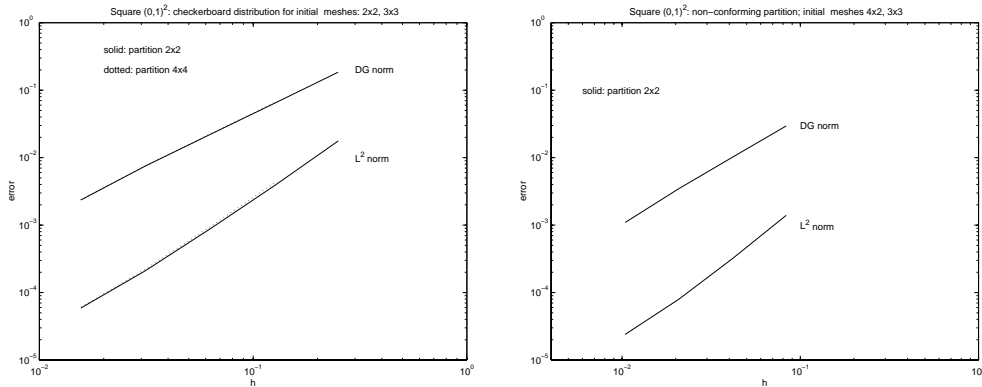 Square (0,1)^2: checkerboard distribution for initial meshes: 2x2, 3x3
10^0
10^-1
10^-2
10^-3
10^-4
10^-5
error
solid: partition 2x2
dotted: partition 4x4
DG norm
L^2 norm
10^-2
10^-1
10^0
h
Square (0,1)^2: non-conforming partition; initial meshes 4x2, 3x3
10^0
10^-1
10^-2
10^-3
10^-4
10^-5
error
solid: partition 2x2
DG norm
L^2 norm
10^-2
10^-1
10^0
h